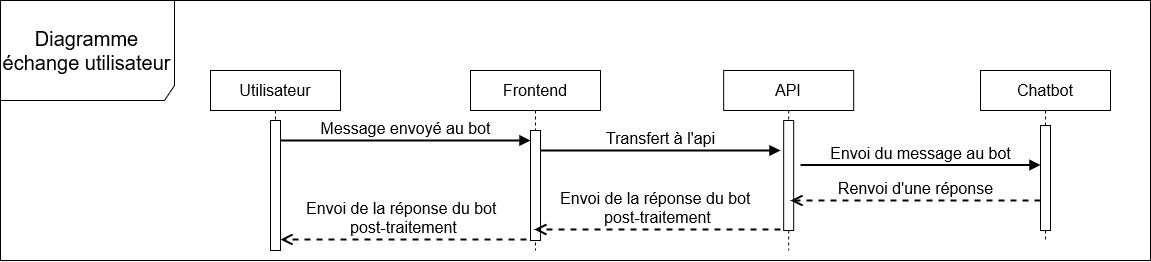 Diagramme
échange utilisateur
Utilisateur
Frontend
API
Chatbot
Message envoyé au bot
Transfert à l'api
Envoi du message au bot
Renvoi d'une réponse
Envoi de la réponse du bot
post-traitement
Envoi de la réponse du bot
post-traitement